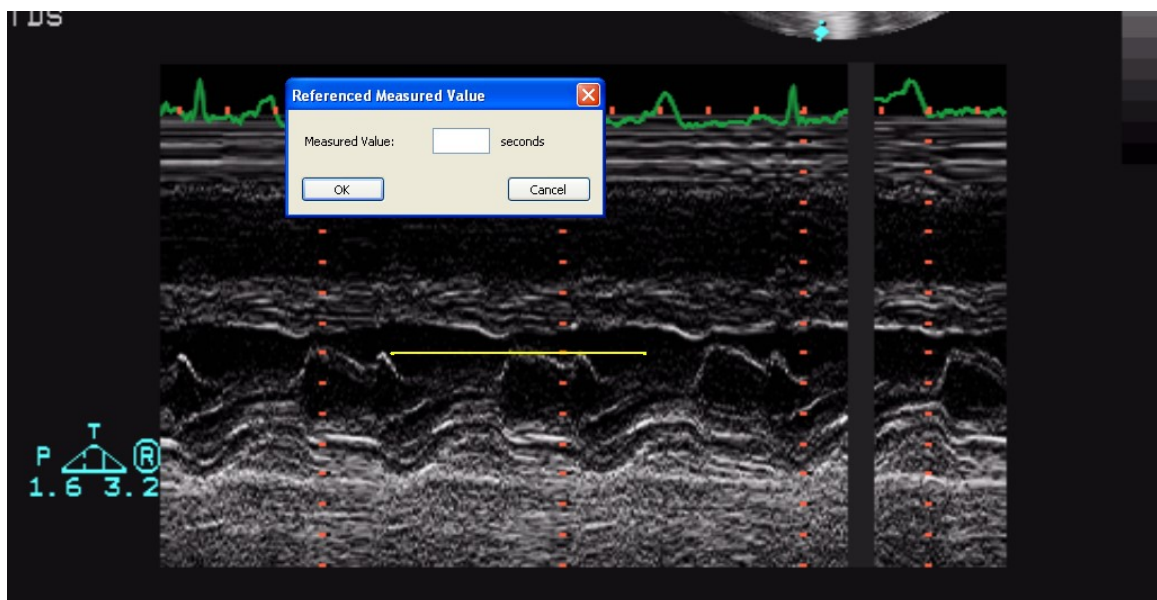 TDS
Referenced Measured Value
Measured Value: seconds
OK Cancel
T
P R
1.6 3.2